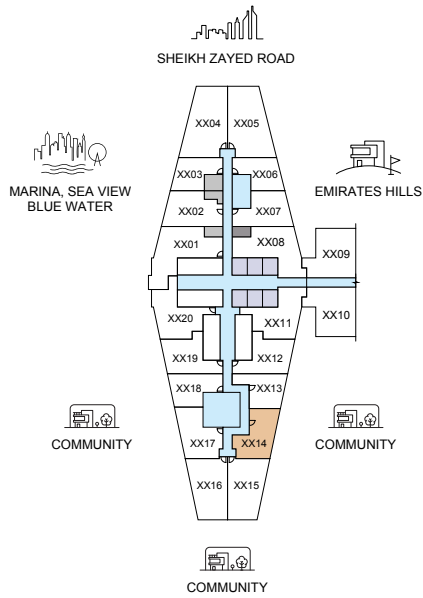 SHEIKH ZAYED ROAD
XX04
XX05
MARINA, SEA VIEW
BLUE WATER
XX03
XX06
EMIRATES HILLS
XX02
XX07
XX01
XX08
XX09
XX10
XX20
XX11
XX19
XX12
XX18
XX13
COMMUNITY
XX17
XX14
COMMUNITY
XX16
XX15
COMMUNITY